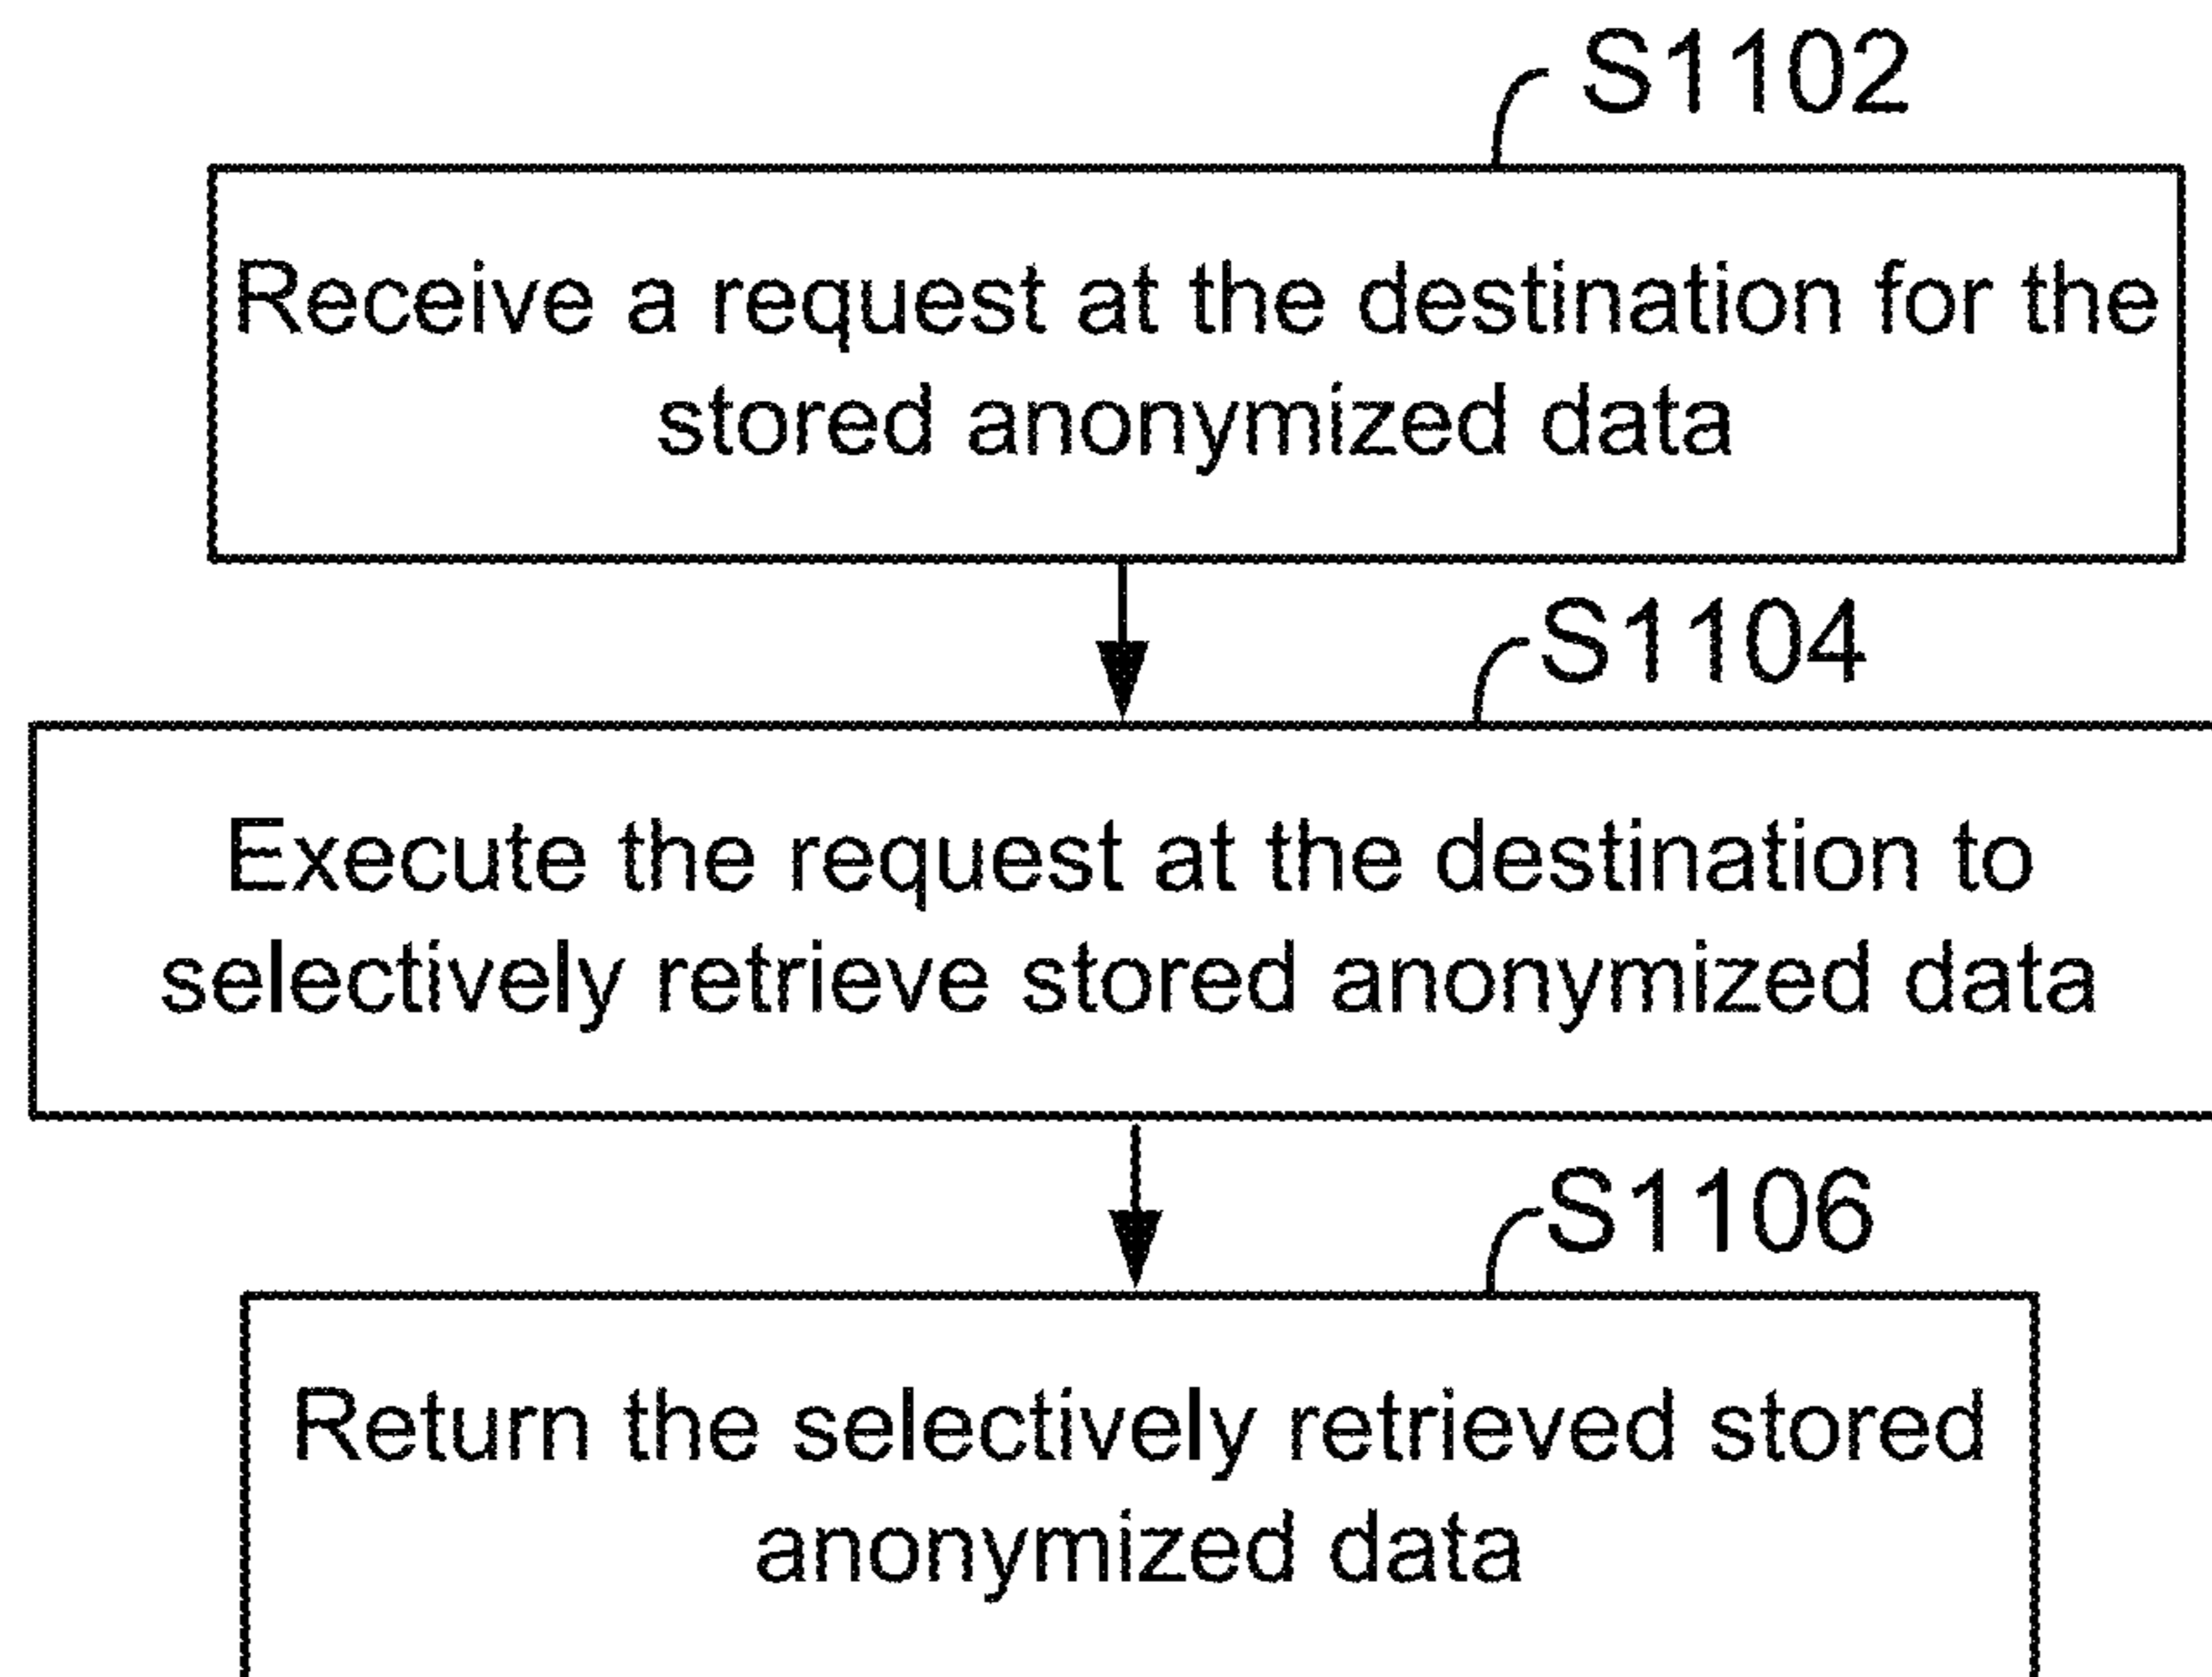 S1102
Receive a request at the destination for the
stored anonymized data
S1104
Execute the request at the destination to
selectively retrieve stored anonymized data
S1106
Return the selectively retrieved stored
anonymized data